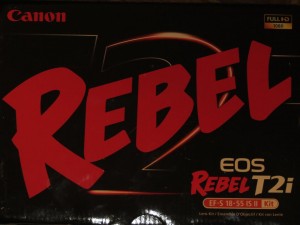 Canon
FULL HD
REBEL
EOS
REBEL T2i
EF-S 18-55 IS II KIT